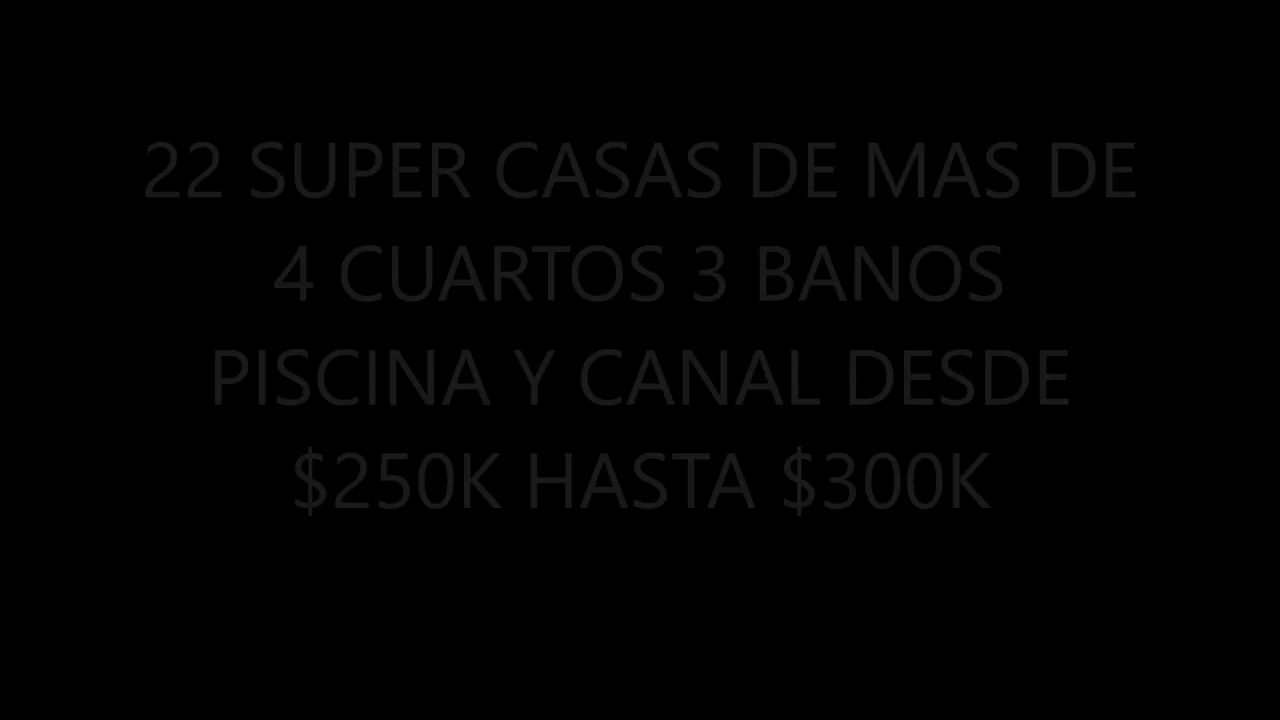 22 SUPER CASAS DE MAS DE
4 CUARTOS 3 BANOS
PISCINA Y CANAL DESDE
$250K HASTA $300K